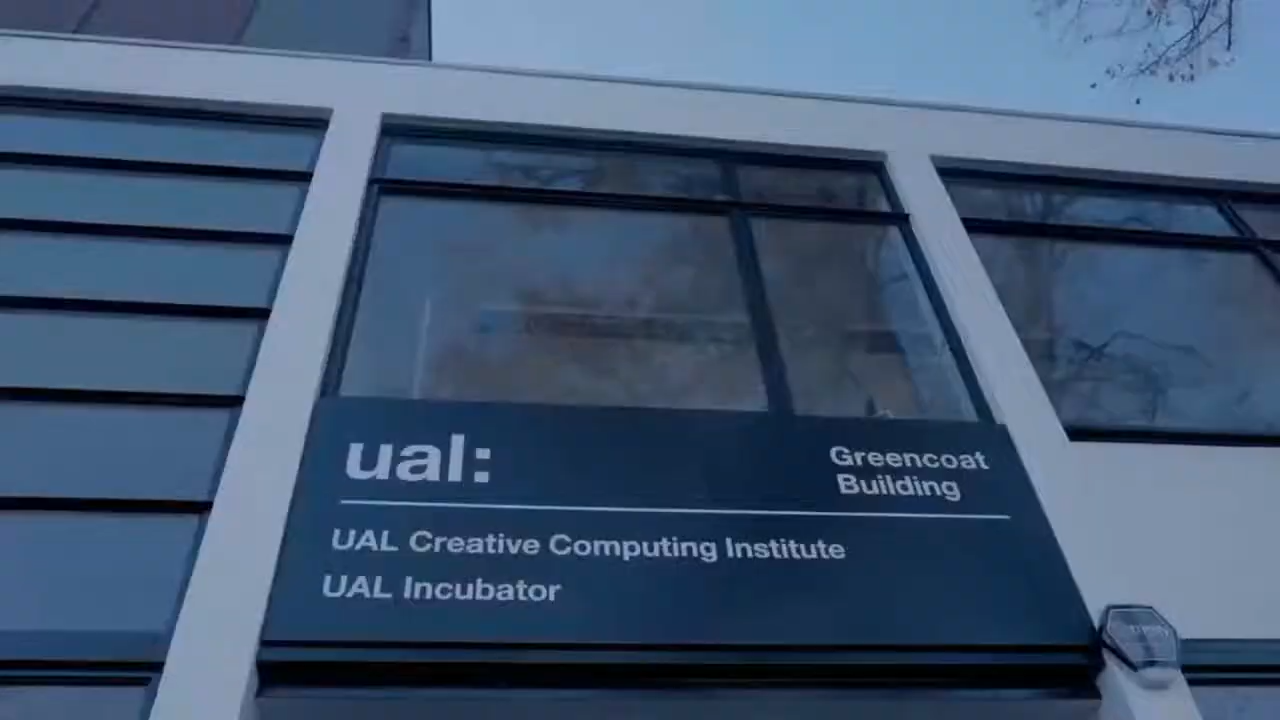 ual:
Greencoat
Building
UAL Creative Computing Institute
UAL Incubator